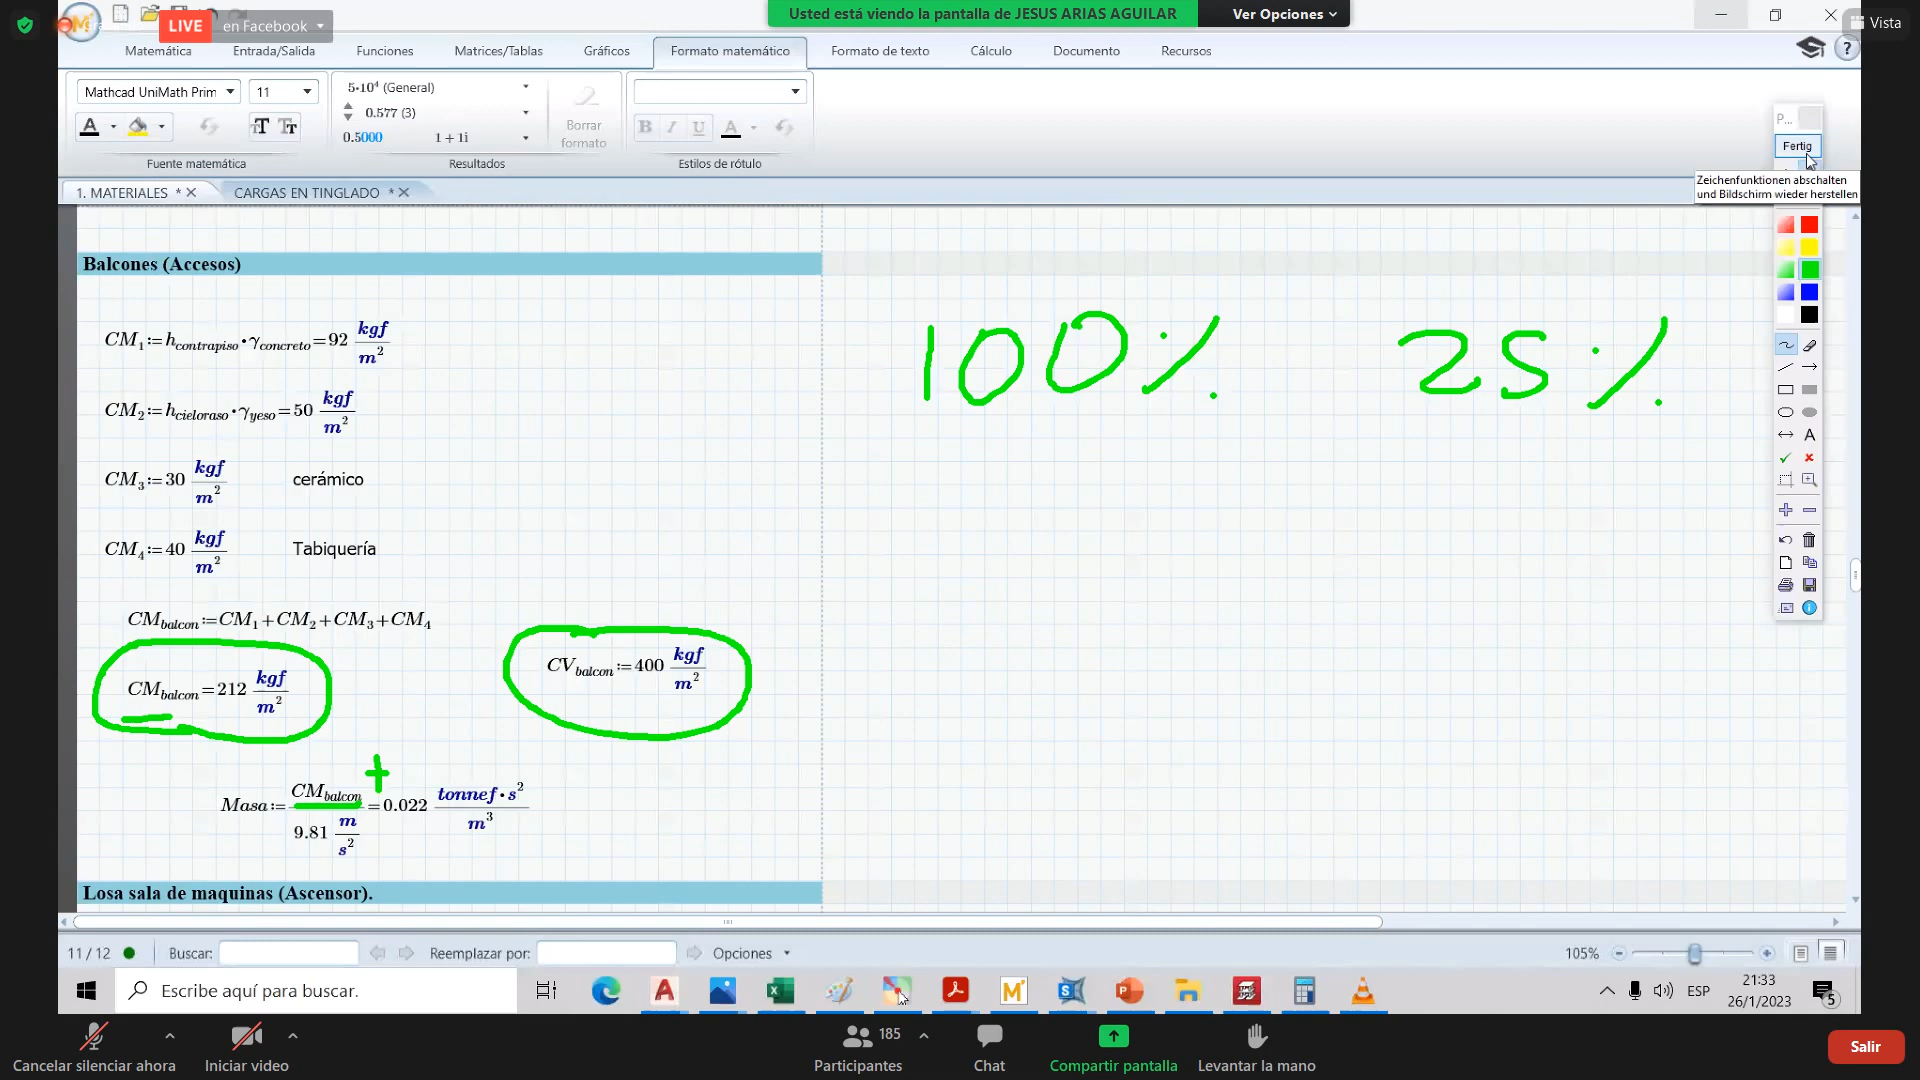 LIVE en Facebook
Usted está viendo la pantalla de JESUS ARIAS AGUILAR
Ver Opciones
Vista
Matemática Entrada/Salida Funciones Matrices/Tablas Gráficos Formato matemático Formato de texto Cálculo Documento Recursos
Mathcad UniMath Prim 11
5·10⁴ (General)
0.577 (3)
0.5000 1 + 1i
Borrar formato
Fuente matemática Resultados Estilos de rótulo
P...
Fertig
Zeichenfunktionen abschalten
und Bildschirm wieder herstellen
1. MATERIALES * CARGAS EN TINGLADO *
Balcones (Accesos)
CM₁:=h_contrapiso·γ_concreto=92 kgf/m²
100% 25%
CM₂:=h_cieloraso·γ_yeso=50 kgf/m²
CM₃:=30 kgf/m² cerámico
CM₄:=40 kgf/m² Tabiquería
CM_balcon:=CM₁+CM₂+CM₃+CM₄
CM_balcon=212 kgf/m² CV_balcon:=400 kgf/m²
+
Masa:=CM_balcon/(9.81 m/s²)=0.022 tonnef·s²/m³
Losa sala de maquinas (Ascensor).
11 / 12 Buscar: Reemplazar por: Opciones 105%
Escribe aquí para buscar.
ESP
21:33
26/1/2023
5
Cancelar silenciar ahora Iniciar video Participantes 185 Chat Compartir pantalla Levantar la mano Salir